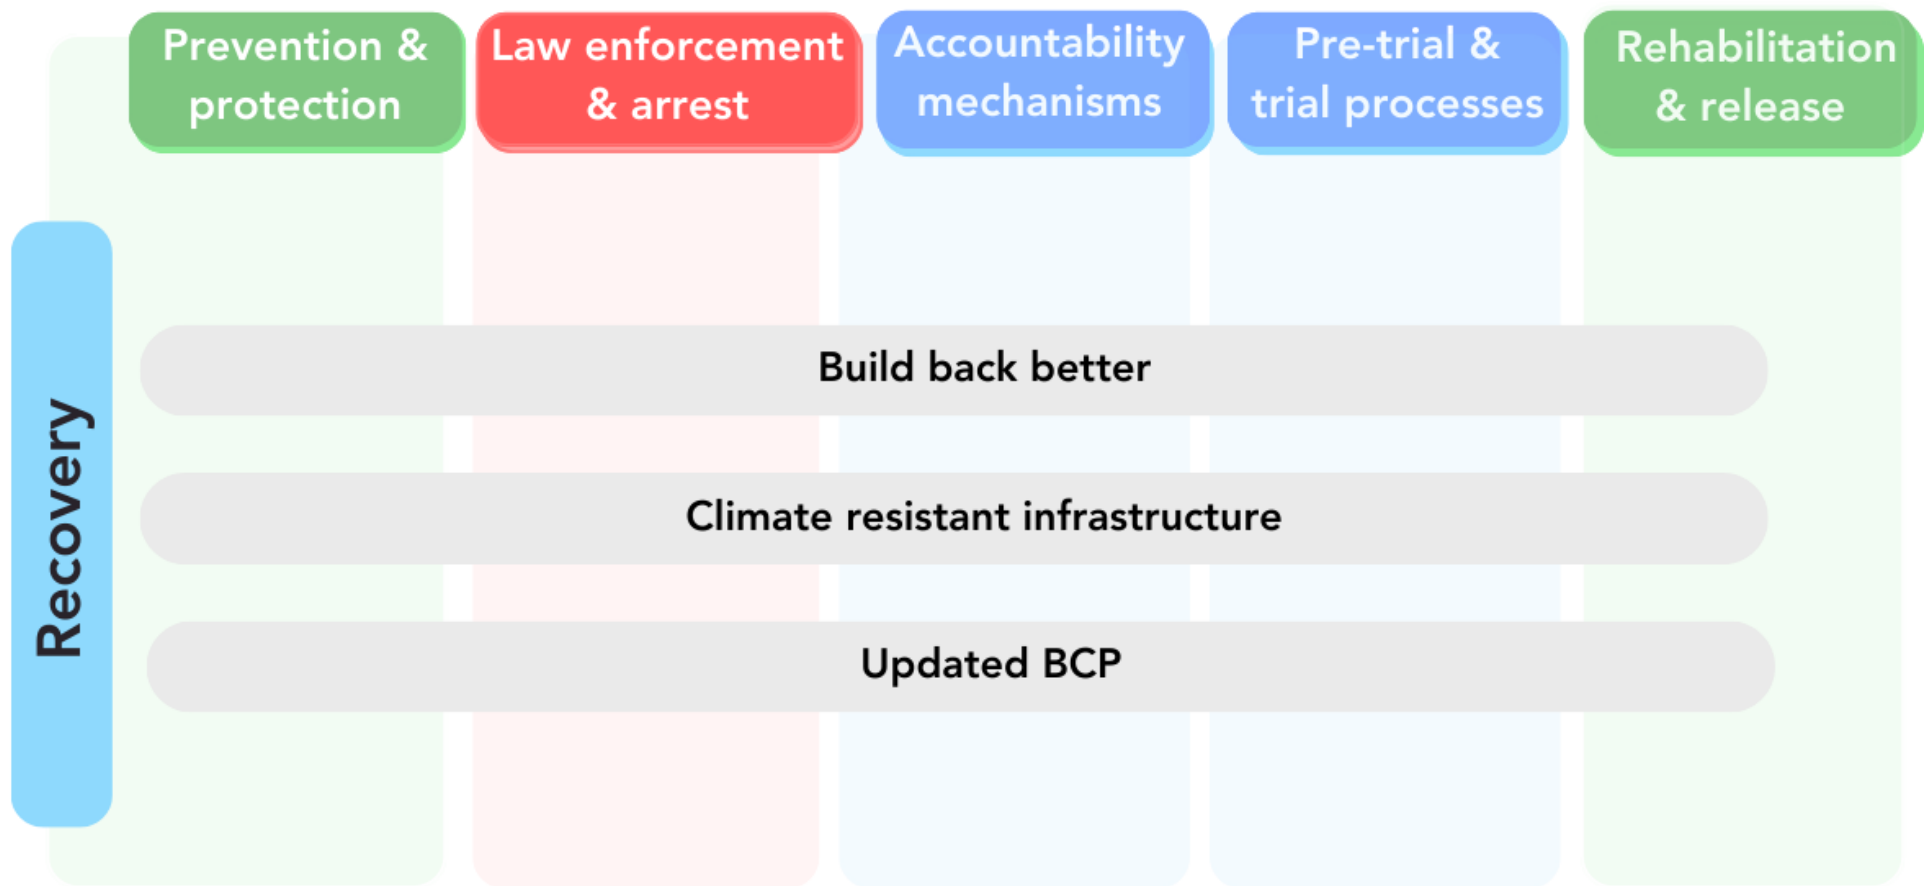 Prevention &
protection
Law enforcement
& arrest
Accountability
mechanisms
Pre-trial &
trial processes
Rehabilitation
& release
Recovery
Build back better
Climate resistant infrastructure
Updated BCP